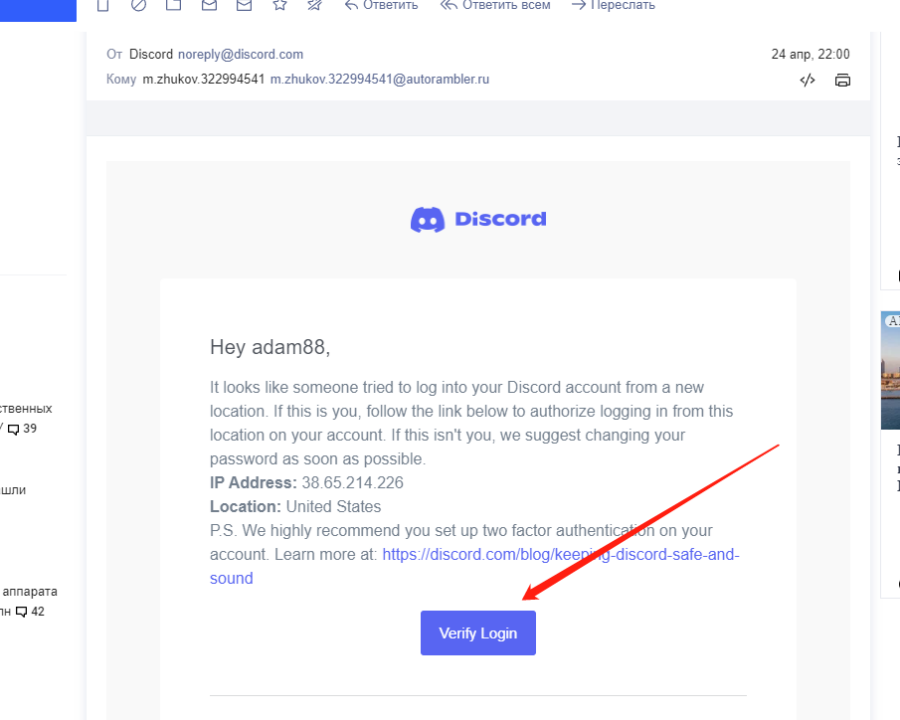 Ответить
Ответить всем
Переслать
От Discord noreply@discord.com
24 апр, 22:00
Кому m.zhukov.322994541 m.zhukov.322994541@autorambler.ru
Discord
Hey adam88,
It looks like someone tried to log into your Discord account from a new
location. If this is you, follow the link below to authorize logging in from this
location on your account. If this isn't you, we suggest changing your
password as soon as possible.
IP Address: 38.65.214.226
Location: United States
P.S. We highly recommend you set up two factor authentication on your
account. Learn more at: https://discord.com/blog/keeping-discord-safe-and-
sound
Verify Login
ственных
39
шли
аппарата
42